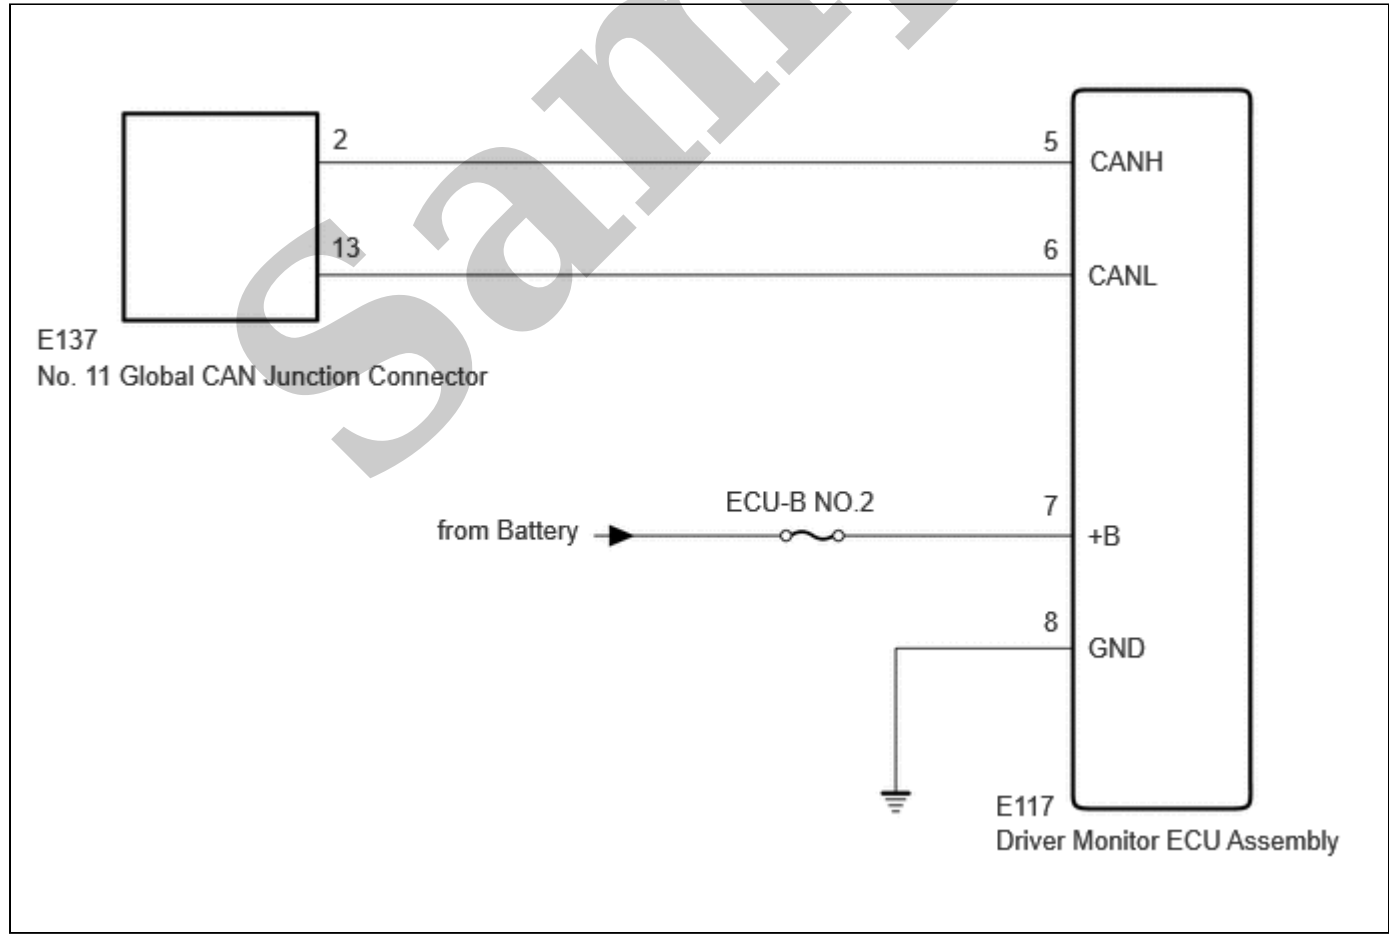 2
5
CANH
13
6
CANL
E137
No. 11 Global CAN Junction Connector
ECU-B NO.2
7
from Battery
+B
8
GND
E117
Driver Monitor ECU Assembly